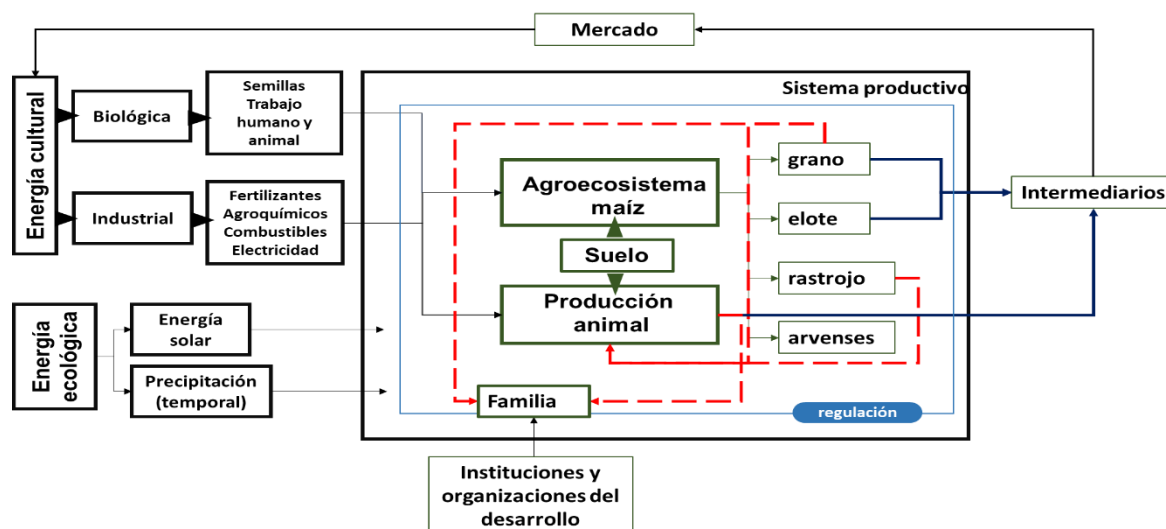 Mercado
Sistema productivo
Energía cultural
Biológica
Semillas
Trabajo
humano y
animal
Industrial
Fertilizantes
Agroquímicos
Combustibles
Electricidad
Energía
ecológica
Energía
solar
Precipitación
(temporal)
Agroecosistema
maíz
Suelo
Producción
animal
grano
elote
rastrojo
arvenses
Intermediarios
Familia
regulación
Instituciones y
organizaciones del
desarrollo